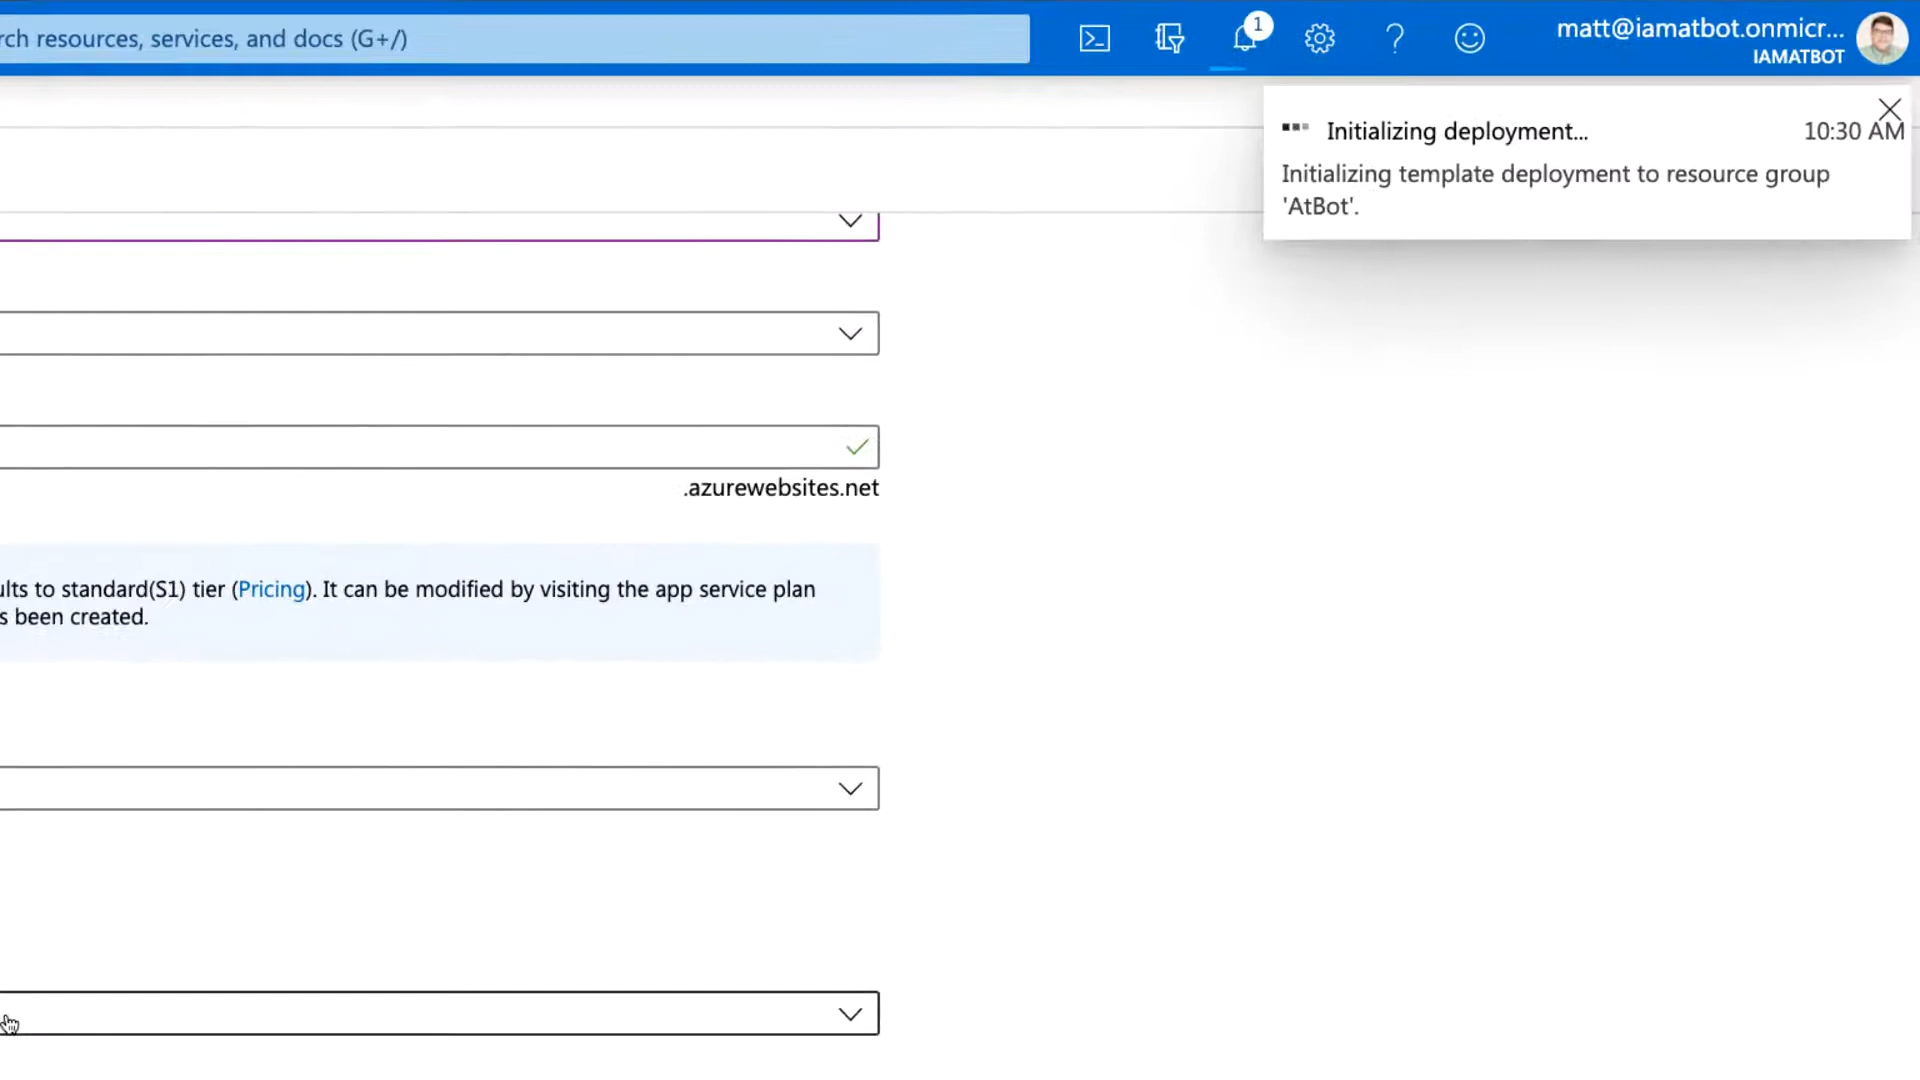 rch resources, services, and docs (G+/)
1
matt@iamatbot.onmicr...
IAMATBOT
Initializing deployment...
10:30 AM
Initializing template deployment to resource group
'AtBot'.
.azurewebsites.net
ults to standard(S1) tier (Pricing). It can be modified by visiting the app service plan
s been created.